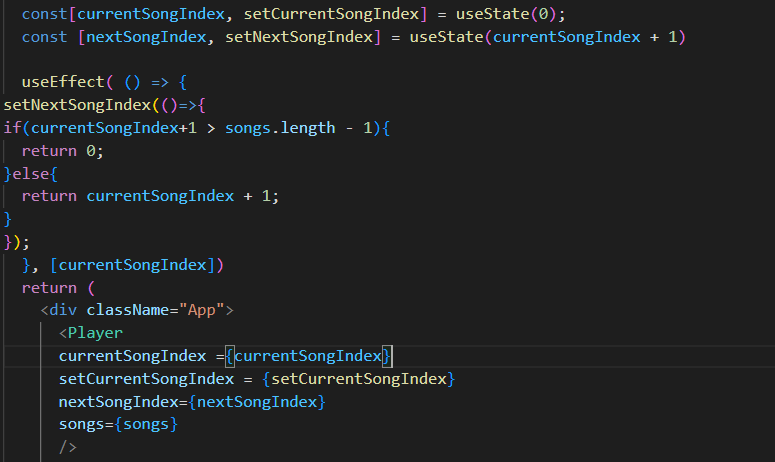 const[currentSongIndex, setCurrentSongIndex] = useState(0);
const [nextSongIndex, setNextSongIndex] = useState(currentSongIndex + 1)
useEffect( () => {
setNextSongIndex(()=>{
if(currentSongIndex+1 > songs.length - 1){
return 0;
}else{
return currentSongIndex + 1;
}
});
}, [currentSongIndex])
return (
<div className="App">
<Player
currentSongIndex ={currentSongIndex}
setCurrentSongIndex = {setCurrentSongIndex}
nextSongIndex={nextSongIndex}
songs={songs}
/>